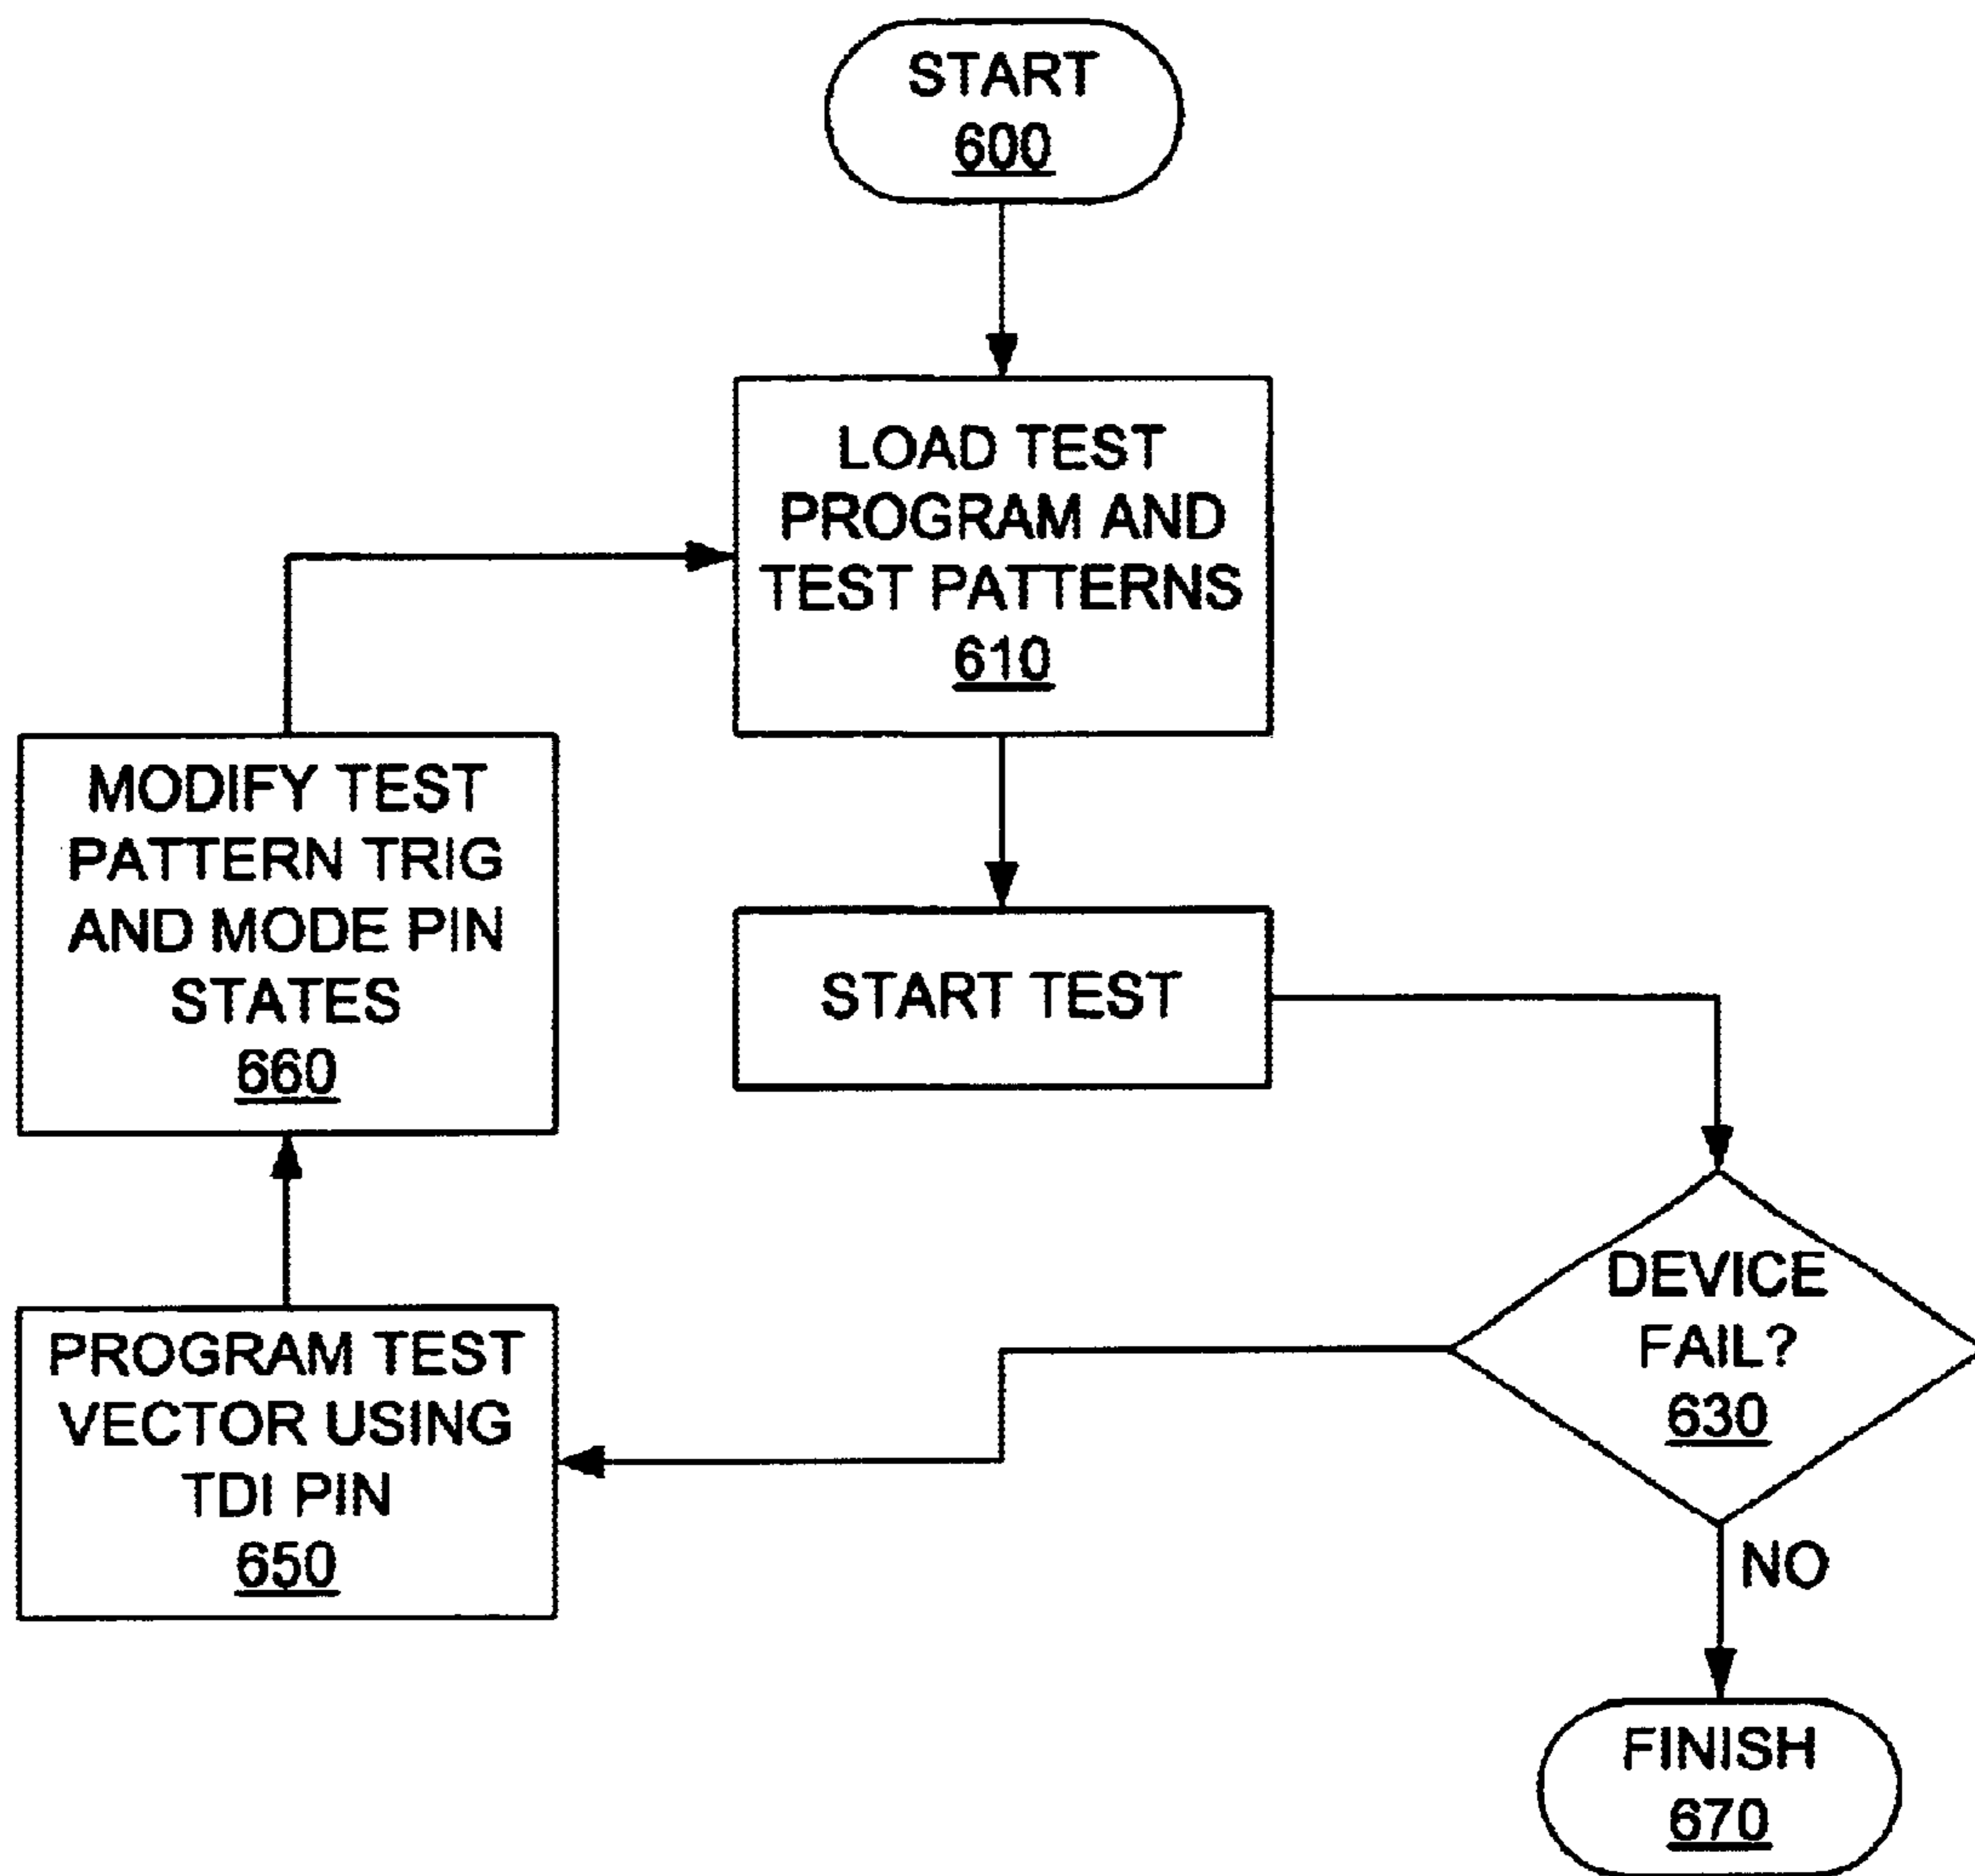 START
600
LOAD TEST
PROGRAM AND
TEST PATTERNS
610
MODIFY TEST
PATTERN TRIG
AND MODE PIN
STATES
660
START TEST
DEVICE
FAIL?
630
PROGRAM TEST
VECTOR USING
TDI PIN
650
NO
FINISH
670